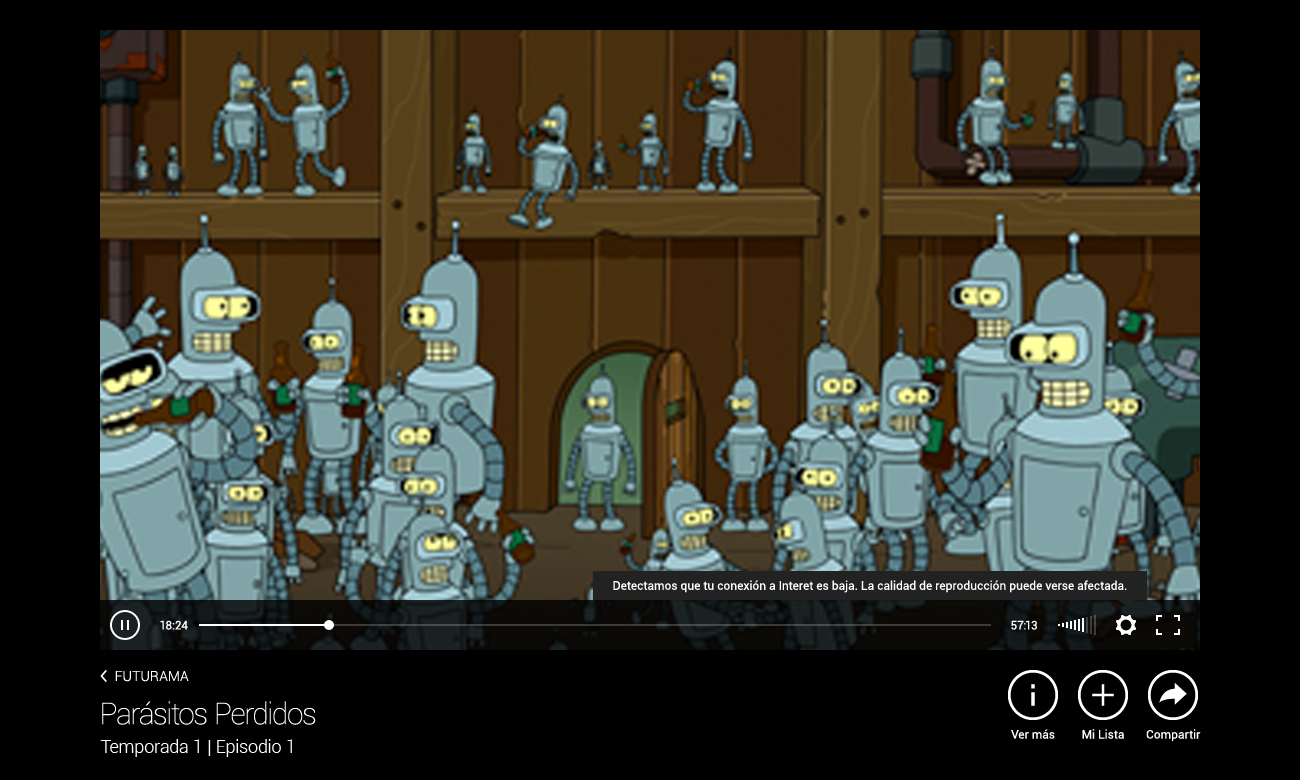 Detectamos que tu conexión a Interet es baja. La calidad de reproducción puede verse afectada.
18:24
57:13
FUTURAMA
Parásitos Perdidos
Temporada 1 | Episodio 1
Ver más
Mi Lista
Compartir